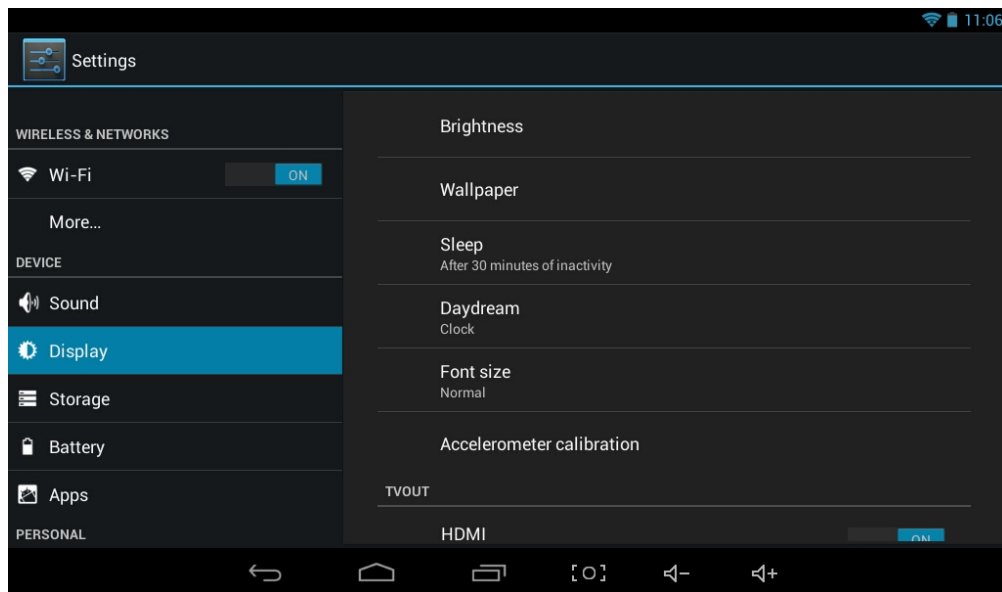 11:06
Settings
WIRELESS & NETWORKS
Wi-Fi ON
More...
DEVICE
Sound
Display
Storage
Battery
Apps
PERSONAL
Brightness
Wallpaper
Sleep
After 30 minutes of inactivity
Daydream
Clock
Font size
Normal
Accelerometer calibration
TVOUT
HDMI ON